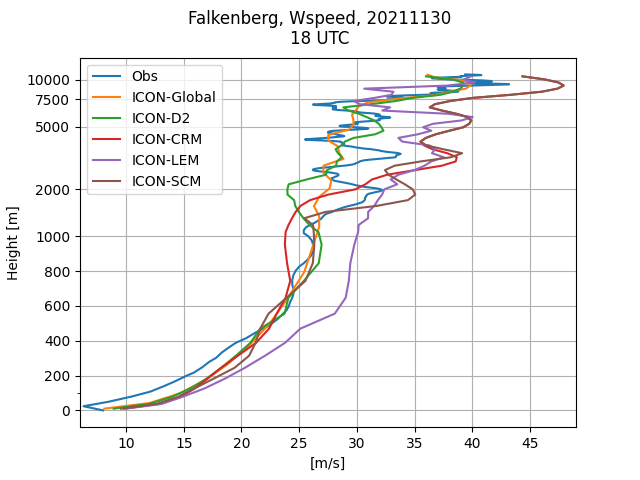 Falkenberg, Wspeed, 20211130
18 UTC
Obs
ICON-Global
ICON-D2
ICON-CRM
ICON-LEM
ICON-SCM
Height [m]
10000
7500
5000
2000
1000
800
600
400
200
0
10 15 20 25 30 35 40 45
[m/s]